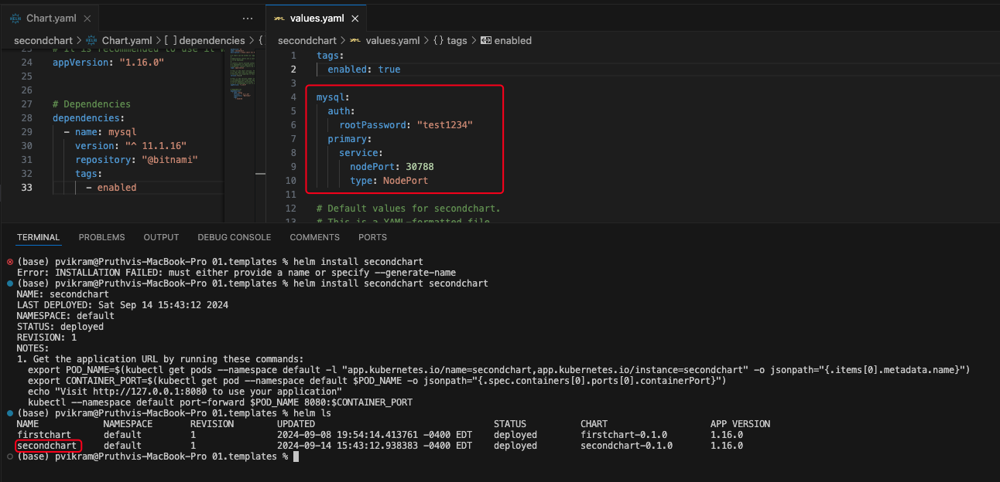 Chart.yaml
values.yaml
secondchart > Chart.yaml > [ ] dependencies > {
secondchart > values.yaml > {} tags > enabled
23 # It is recommended to use it w
24 appVersion: "1.16.0"
25
26
27 # Dependencies
28 dependencies:
29 - name: mysql
30 version: "^ 11.1.16"
31 repository: "@bitnami"
32 tags:
33 - enabled
1 tags:
2 enabled: true
3
4 mysql:
5 auth:
6 rootPassword: "test1234"
7 primary:
8 service:
9 nodePort: 30788
10 type: NodePort
11
12 # Default values for secondchart.
13 # This is a YAML-formatted file.
TERMINAL PROBLEMS OUTPUT DEBUG CONSOLE COMMENTS PORTS
(base) pvikram@Pruthvis-MacBook-Pro 01.templates % helm install secondchart
Error: INSTALLATION FAILED: must either provide a name or specify --generate-name
(base) pvikram@Pruthvis-MacBook-Pro 01.templates % helm install secondchart secondchart
NAME: secondchart
LAST DEPLOYED: Sat Sep 14 15:43:12 2024
NAMESPACE: default
STATUS: deployed
REVISION: 1
NOTES:
1. Get the application URL by running these commands:
export POD_NAME=$(kubectl get pods --namespace default -l "app.kubernetes.io/name=secondchart,app.kubernetes.io/instance=secondchart" -o jsonpath="{.items[0].metadata.name}")
export CONTAINER_PORT=$(kubectl get pod --namespace default $POD_NAME -o jsonpath="{.spec.containers[0].ports[0].containerPort}")
echo "Visit http://127.0.0.1:8080 to use your application"
kubectl --namespace default port-forward $POD_NAME 8080:$CONTAINER_PORT
(base) pvikram@Pruthvis-MacBook-Pro 01.templates % helm ls
NAME NAMESPACE REVISION UPDATED STATUS CHART APP VERSION
firstchart default 1 2024-09-08 19:54:14.413761 -0400 EDT deployed firstchart-0.1.0 1.16.0
secondchart default 1 2024-09-14 15:43:12.938383 -0400 EDT deployed secondchart-0.1.0 1.16.0
(base) pvikram@Pruthvis-MacBook-Pro 01.templates %